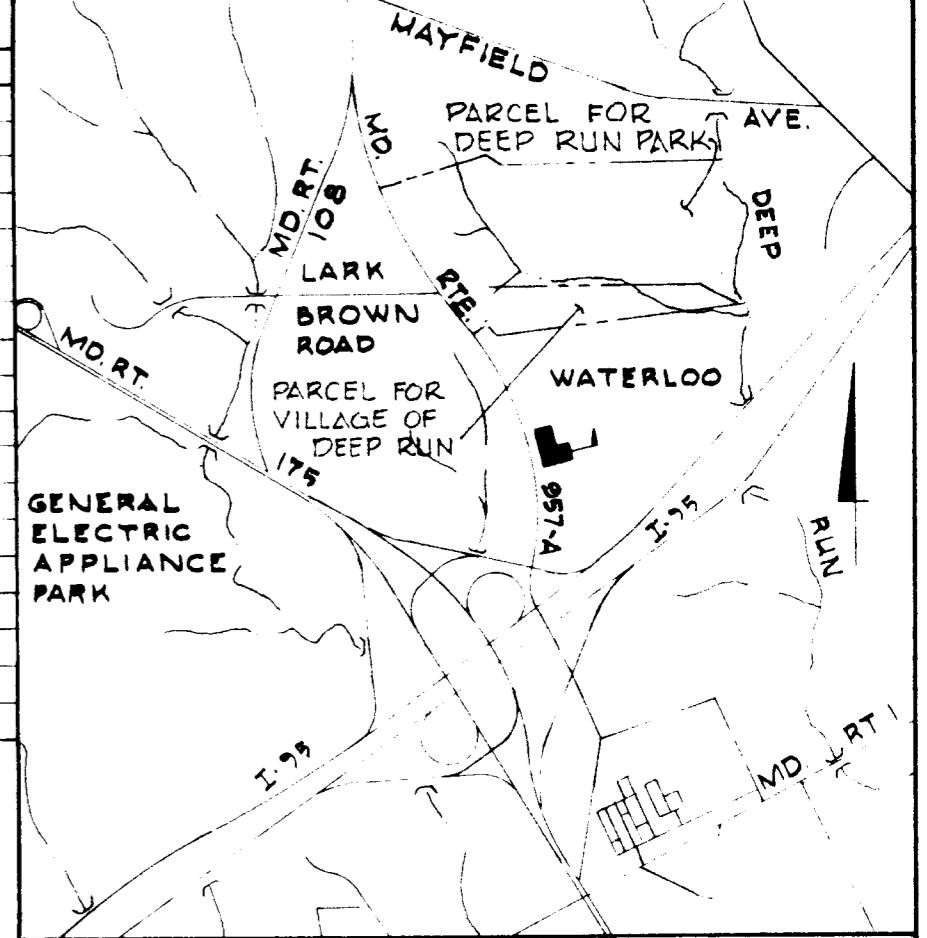 MAYFIELD
AVE.
PARCEL FOR
DEEP RUN PARK
MD.
RTE.
957-A
MD. RT.
108
DEEP
RUN
LARK
BROWN
ROAD
MD. RT.
175
WATERLOO
PARCEL FOR
VILLAGE OF
DEEP RUN
GENERAL
ELECTRIC
APPLIANCE
PARK
I-95
I-95
MD RT 1